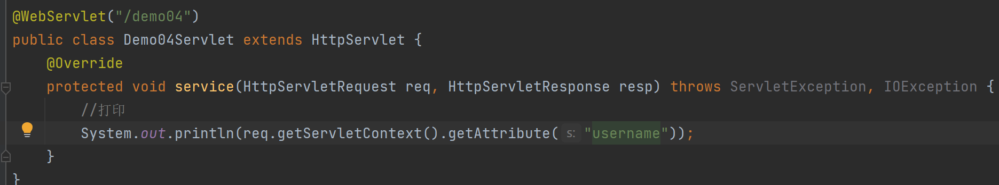 @WebServlet("/demo04")
public class Demo04Servlet extends HttpServlet {
@Override
protected void service(HttpServletRequest req, HttpServletResponse resp) throws ServletException, IOException {
//打印
System.out.println(req.getServletContext().getAttribute( s: "username"));
}
}